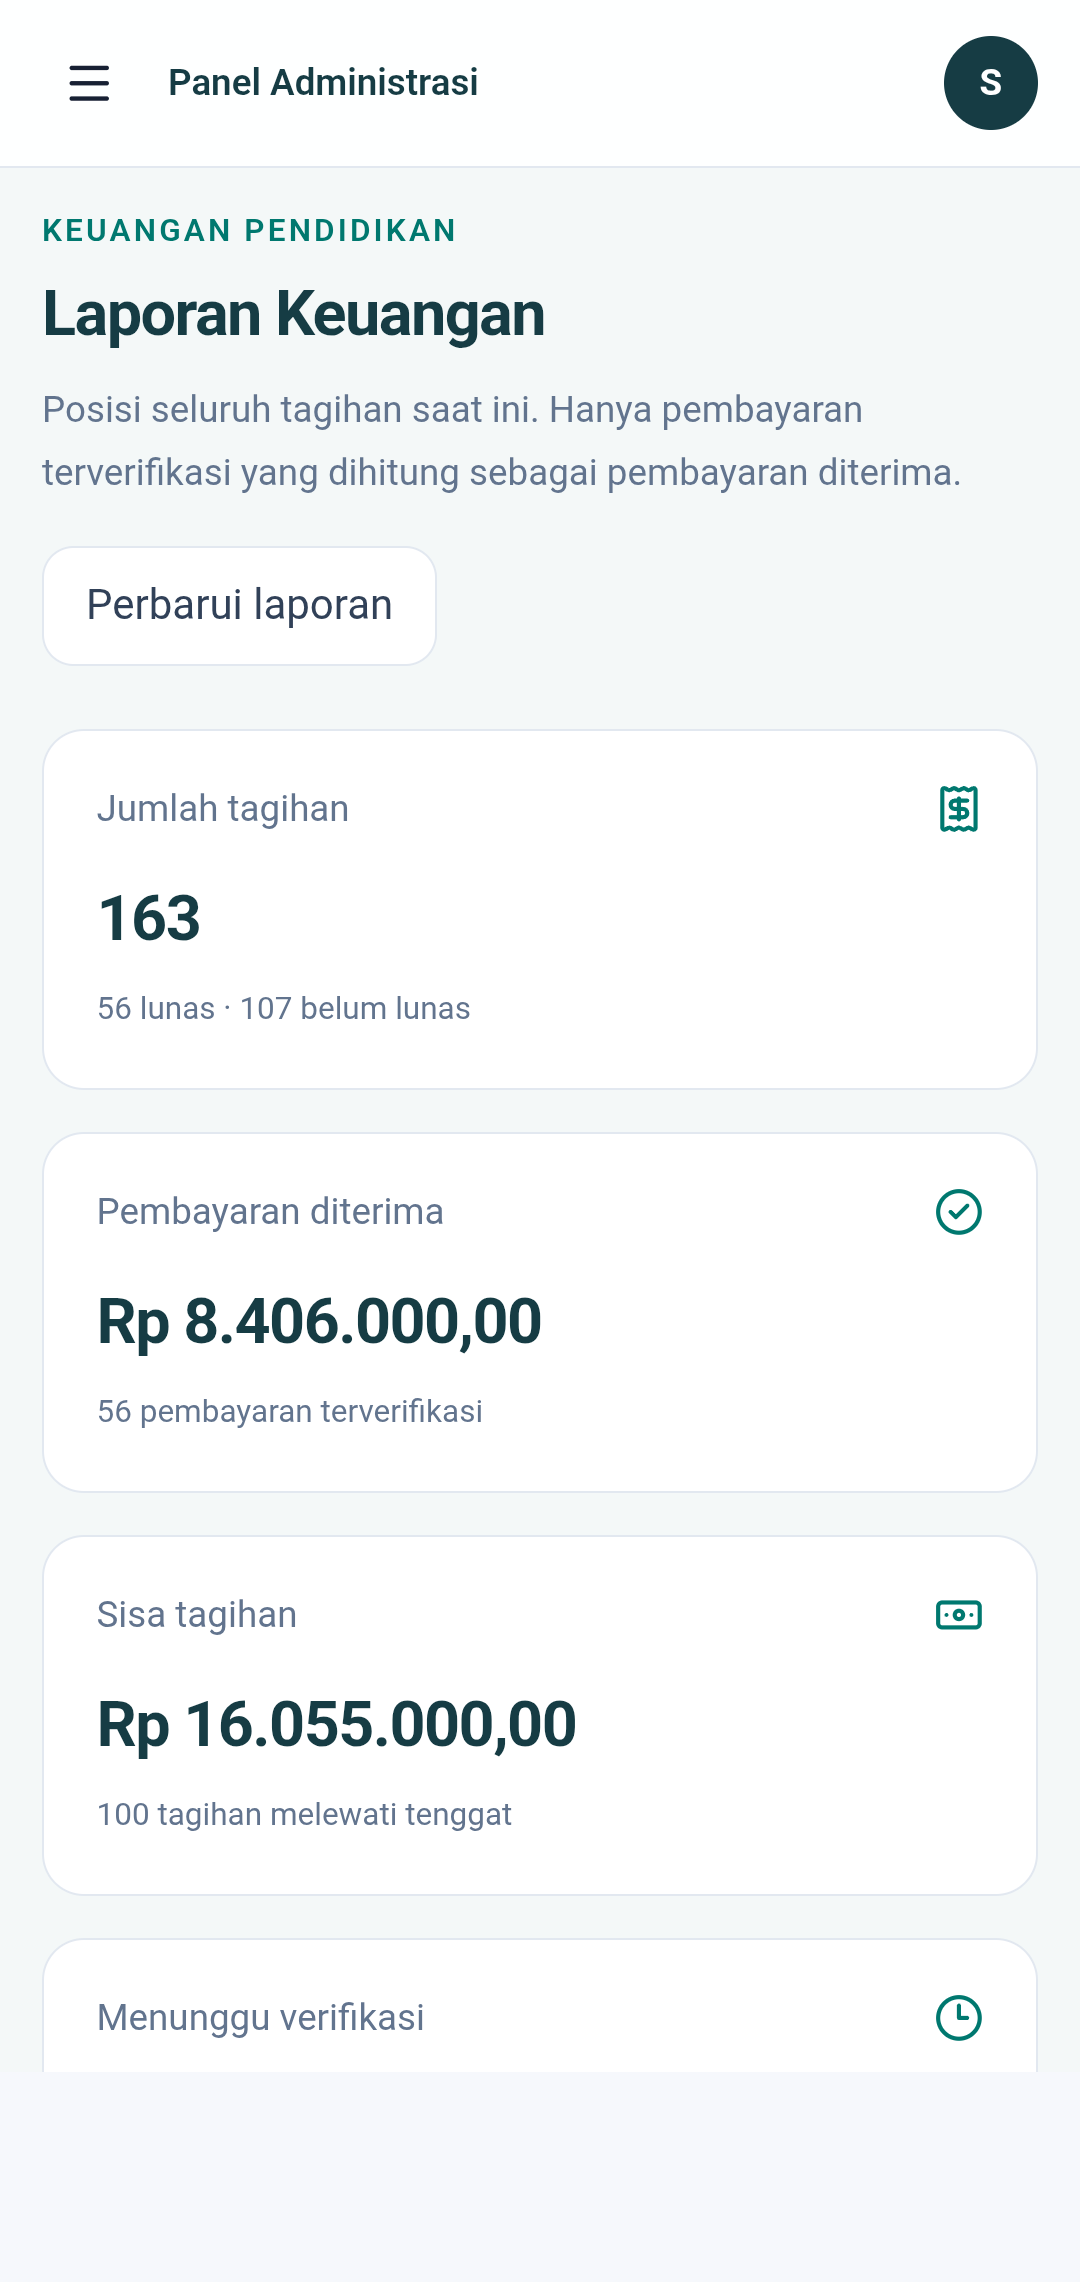 Panel Administrasi
S
KEUANGAN PENDIDIKAN
Laporan Keuangan
Posisi seluruh tagihan saat ini. Hanya pembayaran
terverifikasi yang dihitung sebagai pembayaran diterima.
Perbarui laporan
Jumlah tagihan
163
56 lunas · 107 belum lunas
Pembayaran diterima
Rp 8.406.000,00
56 pembayaran terverifikasi
Sisa tagihan
Rp 16.055.000,00
100 tagihan melewati tenggat
Menunggu verifikasi